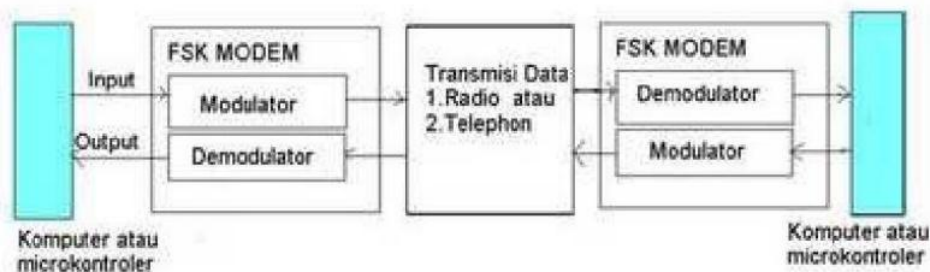 Input
Output
FSK MODEM
Modulator
Demodulator
Transmisi Data
1.Radio atau
2.Telephon
FSK MODEM
Demodulator
Modulator
Komputer atau
microkontroler
Komputer atau
microkontroler